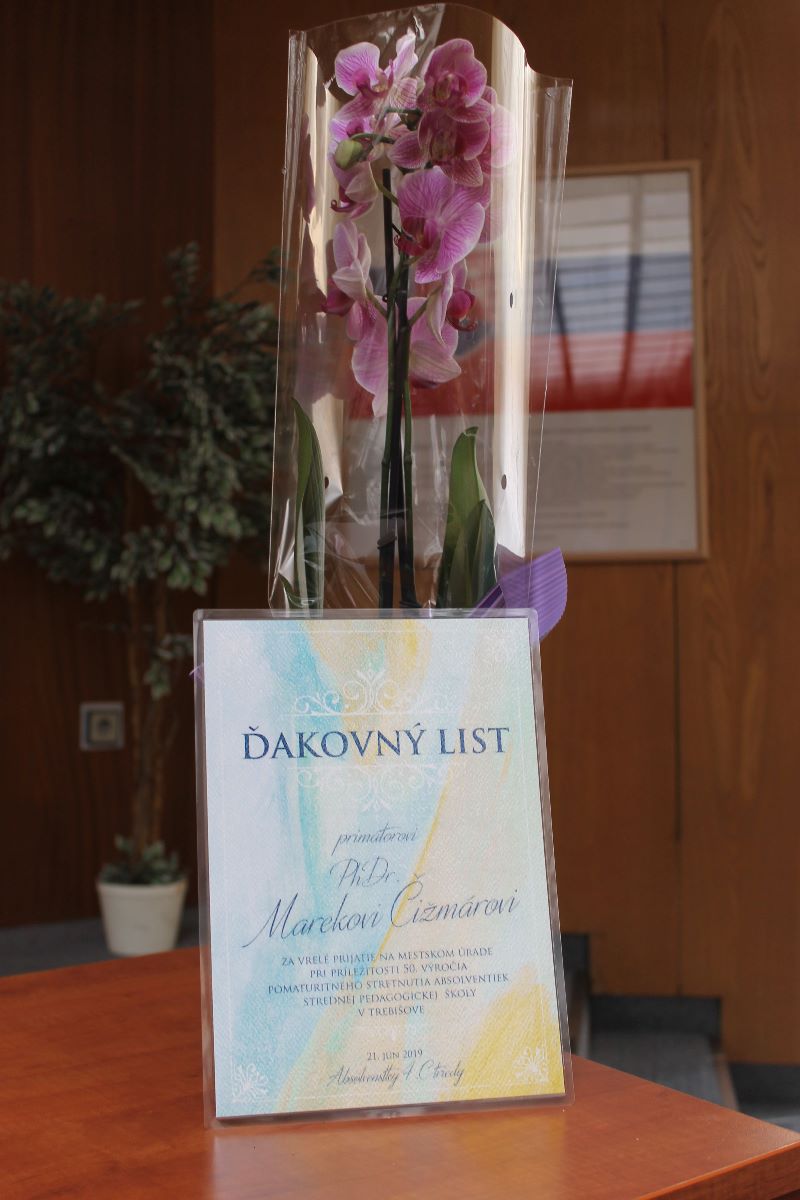 ĎAKOVNÝ LIST
primátorovi
PhDr.
Marekovi Čižmárovi
ZA VRELÉ PRIJATIE NA MESTSKOM ÚRADE
PRI PRÍLEŽITOSTI 50. VÝROČIA
POMATURITNÉHO STRETNUTIA ABSOLVENTIEK
STREDNEJ PEDAGOGICKEJ ŠKOLY
V TREBIŠOVE
21. JÚN 2019
Absolventky 4. C triedy